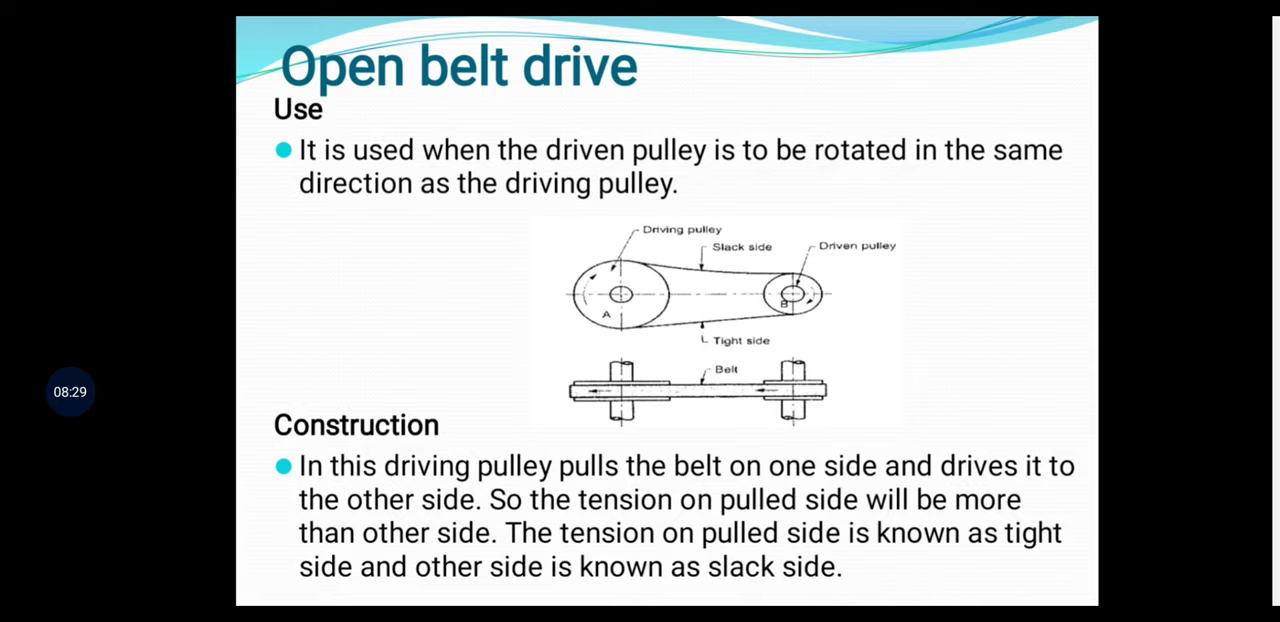 Open belt drive
Use
It is used when the driven pulley is to be rotated in the same
direction as the driving pulley.
Driving pulley
Slack side
Driven pulley
A
B
Tight side
Belt
08:29
Construction
In this driving pulley pulls the belt on one side and drives it to
the other side. So the tension on pulled side will be more
than other side. The tension on pulled side is known as tight
side and other side is known as slack side.